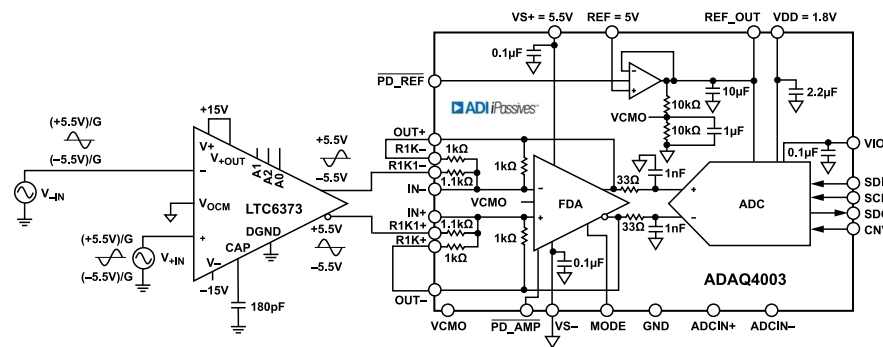 VS+ = 5.5V
REF = 5V
REF_OUT
VDD = 1.8V
0.1µF
PD_REF
ADI iPassives™
10µF
2.2µF
10kΩ
VCMO
10kΩ
1µF
VIO
0.1µF
+15V
V+
V+OUT
A1
A2
A0
(+5.5V)/G
(–5.5V)/G
–
V–IN
VOCM
LTC6373
(+5.5V)/G
(–5.5V)/G
+
V+IN
CAP
DGND
V–
–15V
180pF
+5.5V
–5.5V
+5.5V
–5.5V
OUT+
R1K–
1kΩ
R1K1–
1.1kΩ
IN–
VCMO
IN+
1.1kΩ
R1K1+
R1K+
1kΩ
OUT–
1kΩ
1kΩ
–
+
FDA
33Ω
33Ω
1nF
1nF
0.1µF
+
–
ADC
CNV
ADAQ4003
VCMO
PD_AMP
VS–
MODE
GND
ADCIN+
ADCIN–